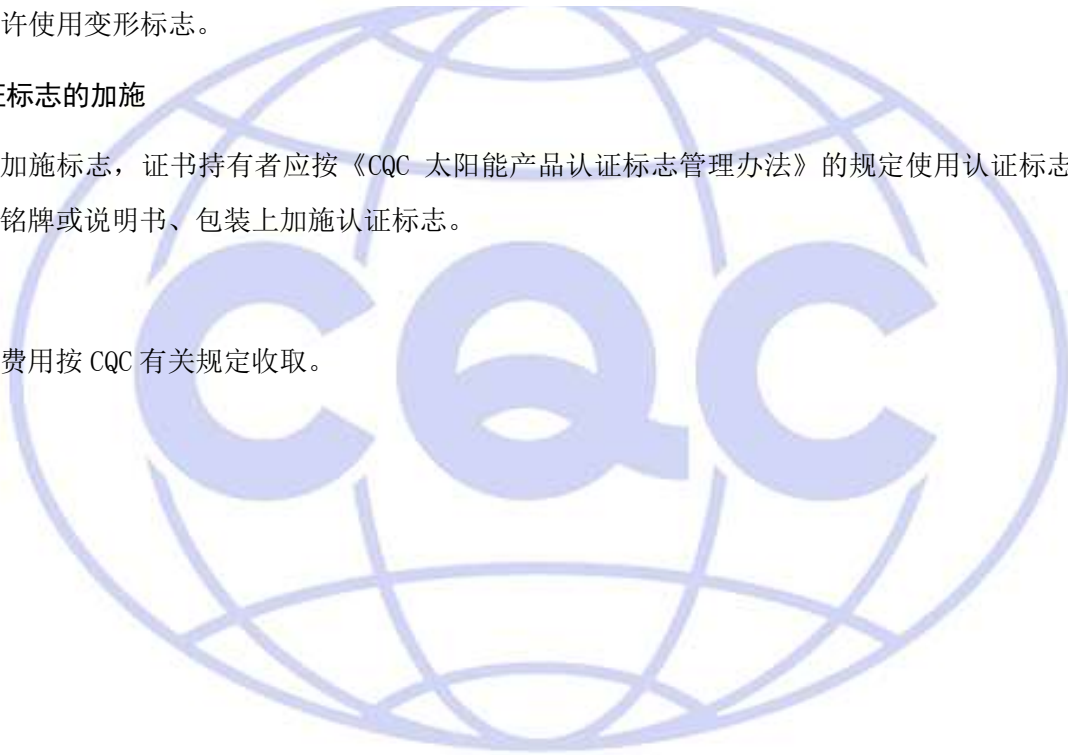 许使用变形标志。
标志的加施
加施标志，证书持有者应按《CQC 太阳能产品认证标志管理办法》的规定使用认证标志
铭牌或说明书、包装上加施认证标志。
费用按 CQC 有关规定收取。
CQC